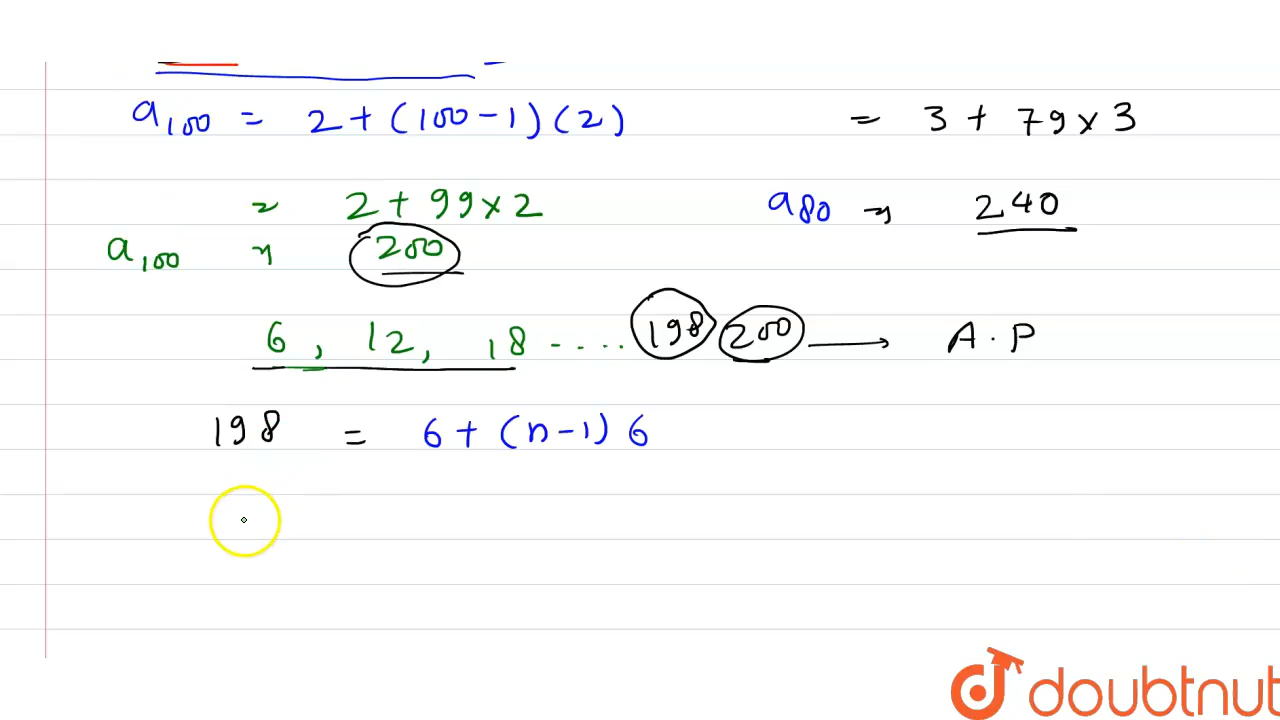 a100 = 2 + (100 - 1) (2)
= 3 + 79 × 3
= 2 + 99 × 2
a80 = 240
a100 = 200
6, 12, 18 .... 198 200 → A.P
198 = 6 + (n - 1) 6
doubtnut